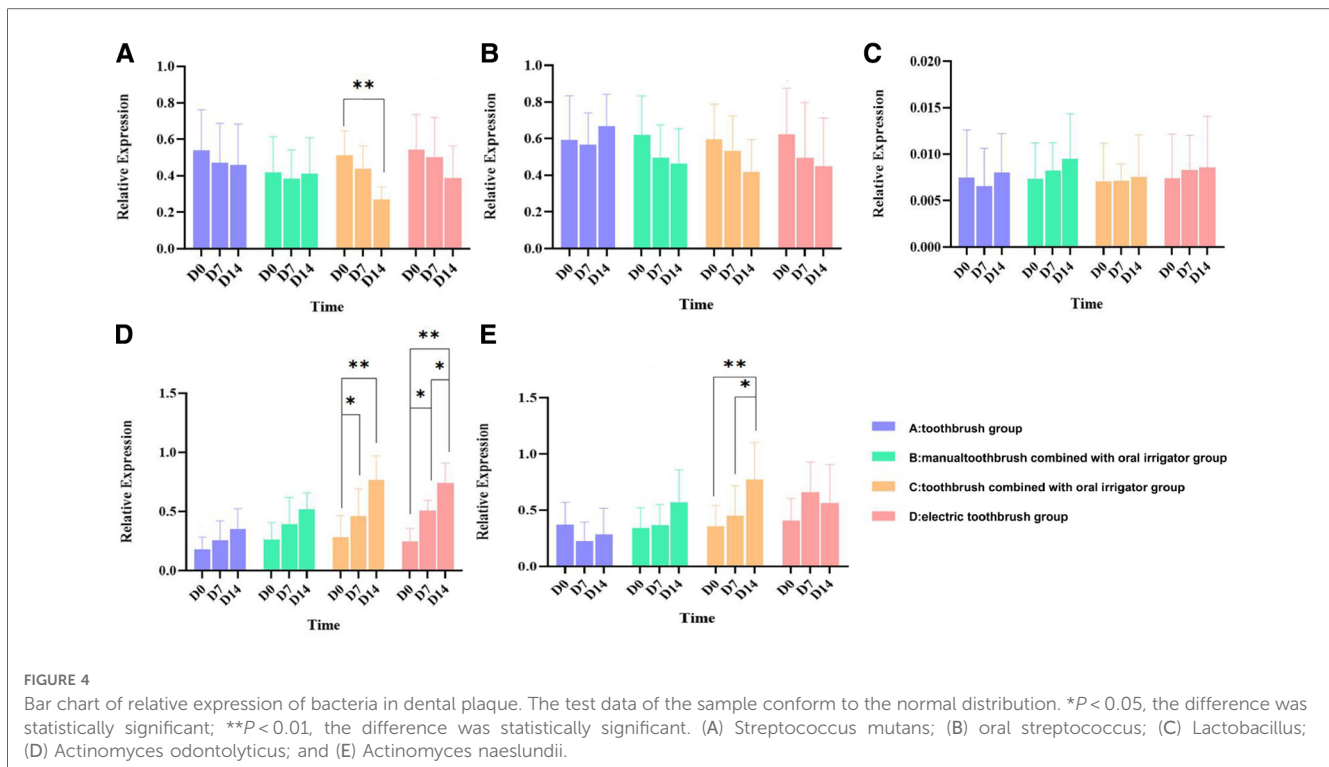 A
B
C
**
Relative Expression
1.0
0.8
0.6
0.4
0.2
0.0
D0 D7 D14 D0 D7 D14 D0 D7 D14 D0 D7 D14
Time
Relative Expression
1.0
0.8
0.6
0.4
0.2
0.0
D0 D7 D14 D0 D7 D14 D0 D7 D14 D0 D7 D14
Time
Relative Expression
0.020
0.015
0.010
0.005
0.000
D0 D7 D14 D0 D7 D14 D0 D7 D14 D0 D7 D14
Time
D
E
**
*
**
*
*
Relative Expression
1.5
1.0
0.5
0.0
D0 D7 D14 D0 D7 D14 D0 D7 D14 D0 D7 D14
Time
**
*
Relative Expression
1.5
1.0
0.5
0.0
D0 D7 D14 D0 D7 D14 D0 D7 D14 D0 D7 D14
Time
A:toothbrush group
B:manualtoothbrush combined with oral irrigator group
C:toothbrush combined with oral irrigator group
D:electric toothbrush group
FIGURE 4
Bar chart of relative expression of bacteria in dental plaque. The test data of the sample conform to the normal distribution. *P < 0.05, the difference was
statistically significant; **P < 0.01, the difference was statistically significant. (A) Streptococcus mutans; (B) oral streptococcus; (C) Lactobacillus;
(D) Actinomyces odontolyticus; and (E) Actinomyces naeslundii.